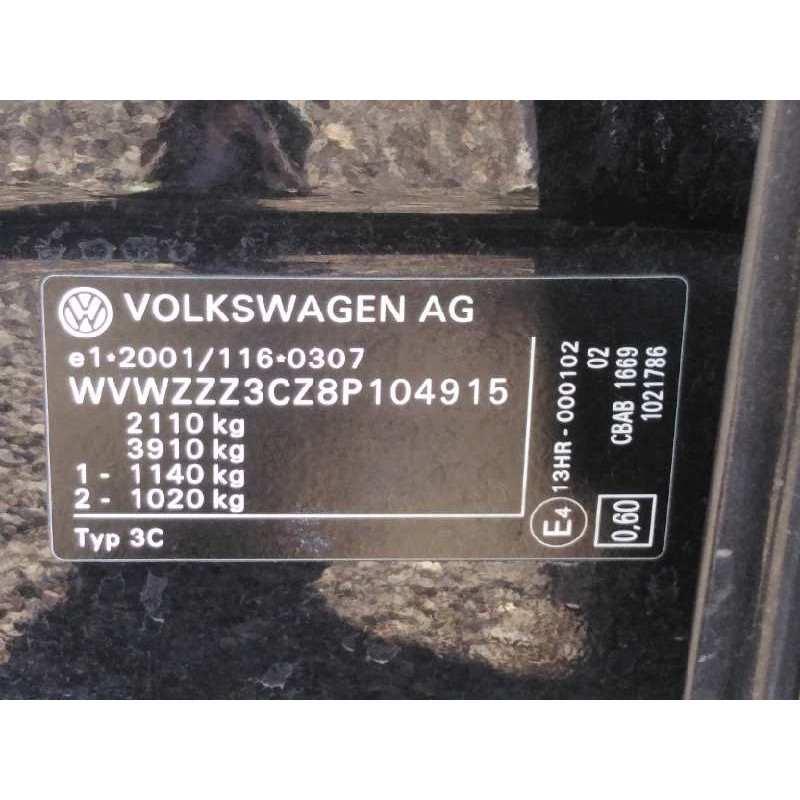 VOLKSWAGEN AG
e1*2001/116*0307
WVWZZZ3CZ8P104915
2110 kg
3910 kg
1 - 1140 kg
2 - 1020 kg
Typ 3C
E4
13HR - 000102
02
CBAB 1669
1021786
0,60